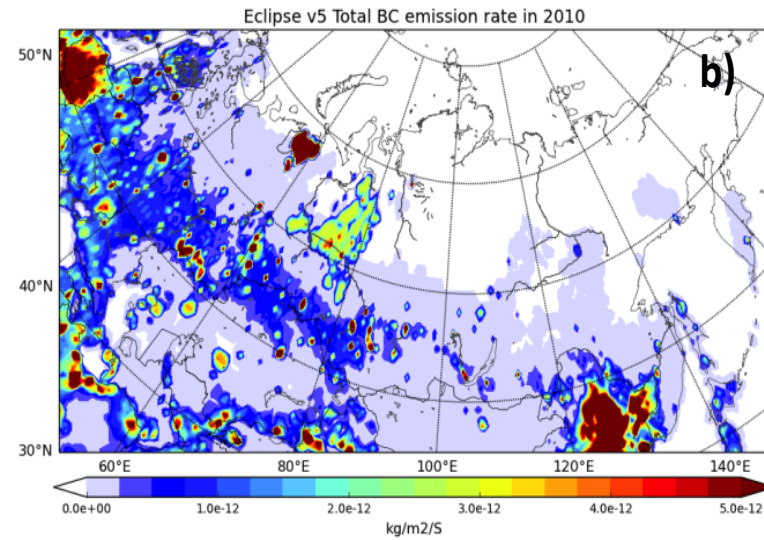 Eclipse v5 Total BC emission rate in 2010
b)
50°N
40°N
30°N
60°E 80°E 100°E 120°E 140°E
0.0e+00 1.0e-12 2.0e-12 3.0e-12 4.0e-12 5.0e-12
kg/m2/S